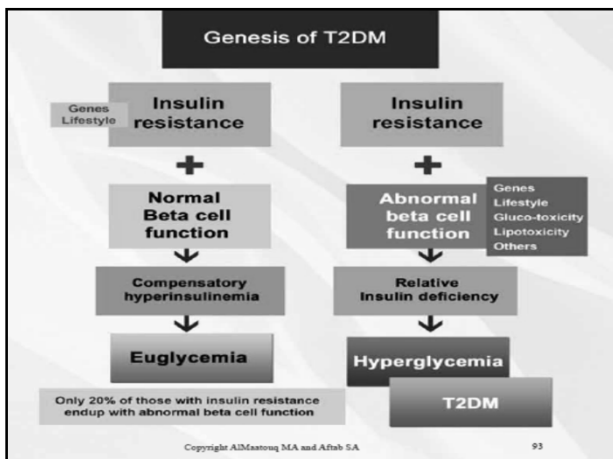 Genesis of T2DM
Genes
Lifestyle
Insulin
resistance
+
Normal
Beta cell
function
Compensatory
hyperinsulinemia
Euglycemia
Only 20% of those with insulin resistance
endup with abnormal beta cell function
Insulin
resistance
+
Abnormal
beta cell
function
Genes
Lifestyle
Gluco-toxicity
Lipotoxicity
Others
Relative
Insulin deficiency
Hyperglycemia
T2DM
Copyright AlMaatouq MA and Aftab SA
93